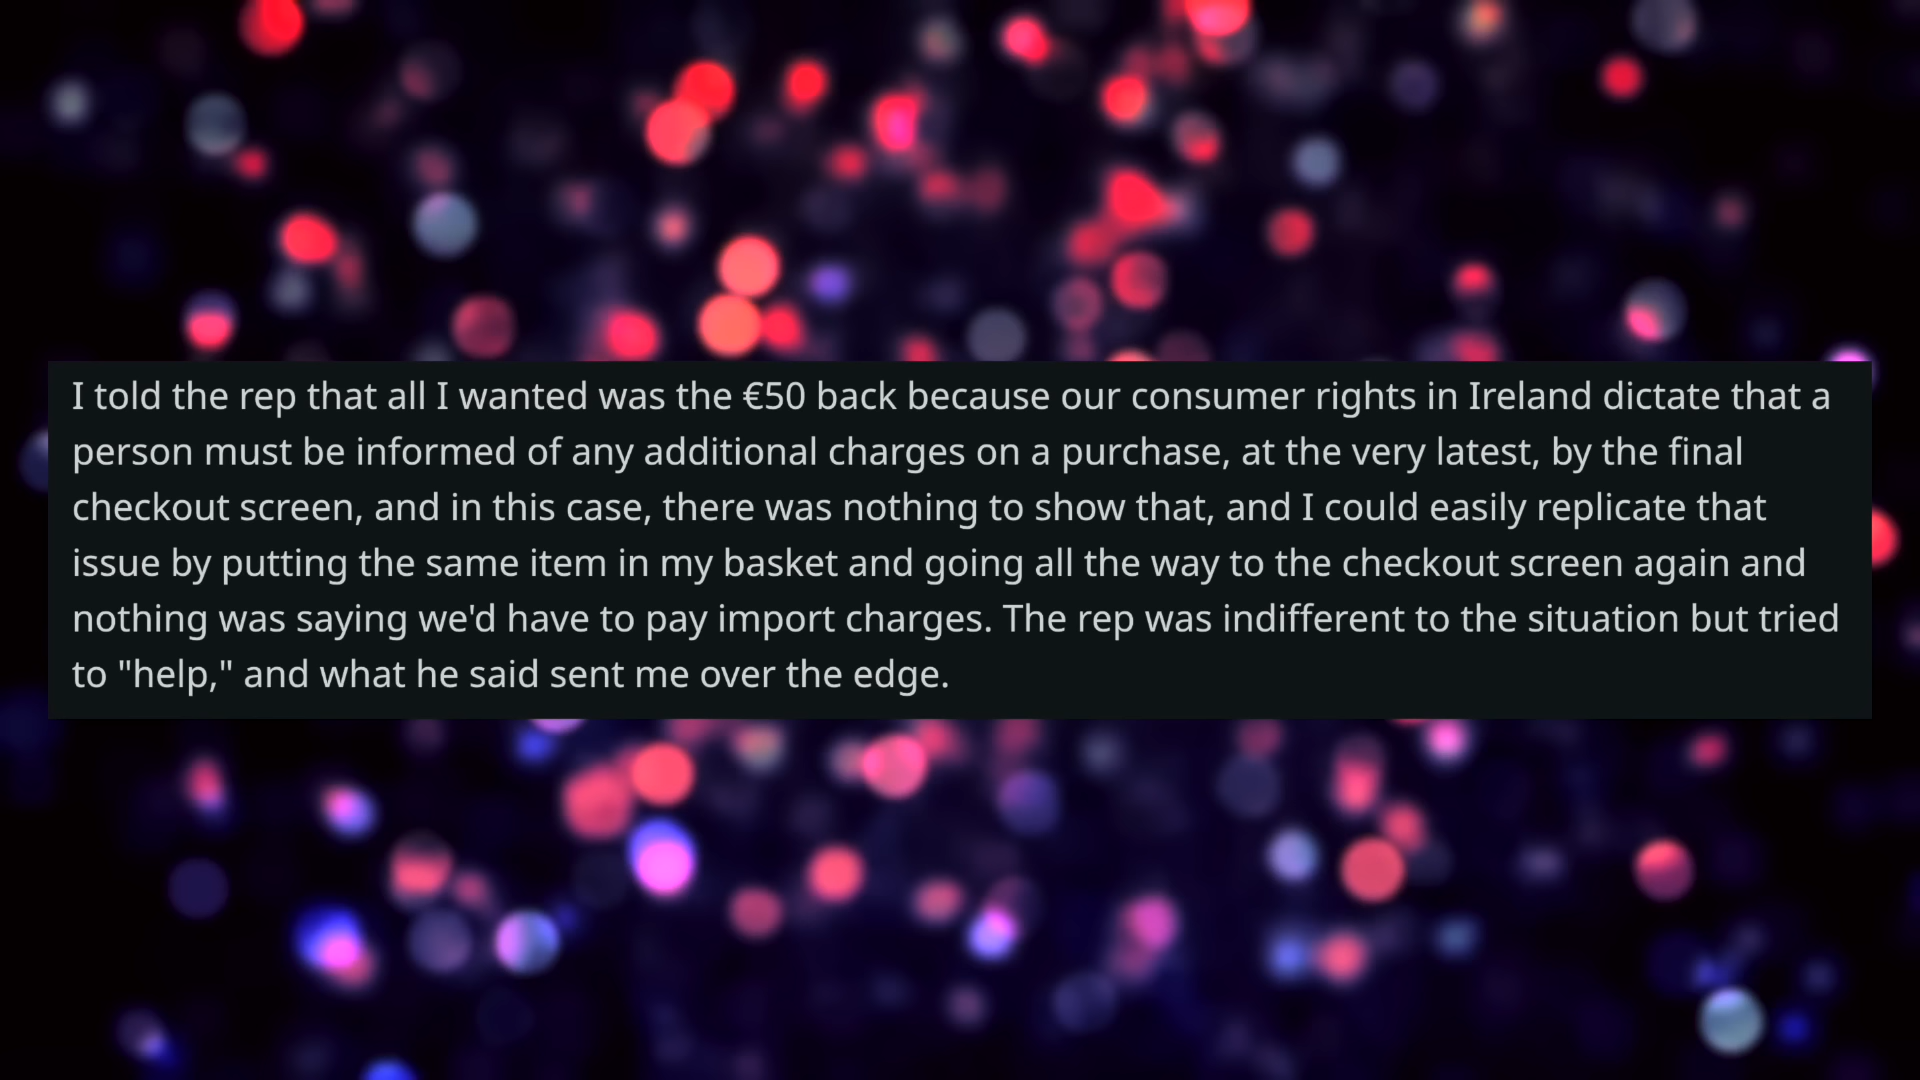 I told the rep that all I wanted was the €50 back because our consumer rights in Ireland dictate that a
person must be informed of any additional charges on a purchase, at the very latest, by the final
checkout screen, and in this case, there was nothing to show that, and I could easily replicate that
issue by putting the same item in my basket and going all the way to the checkout screen again and
nothing was saying we'd have to pay import charges. The rep was indifferent to the situation but tried
to "help," and what he said sent me over the edge.